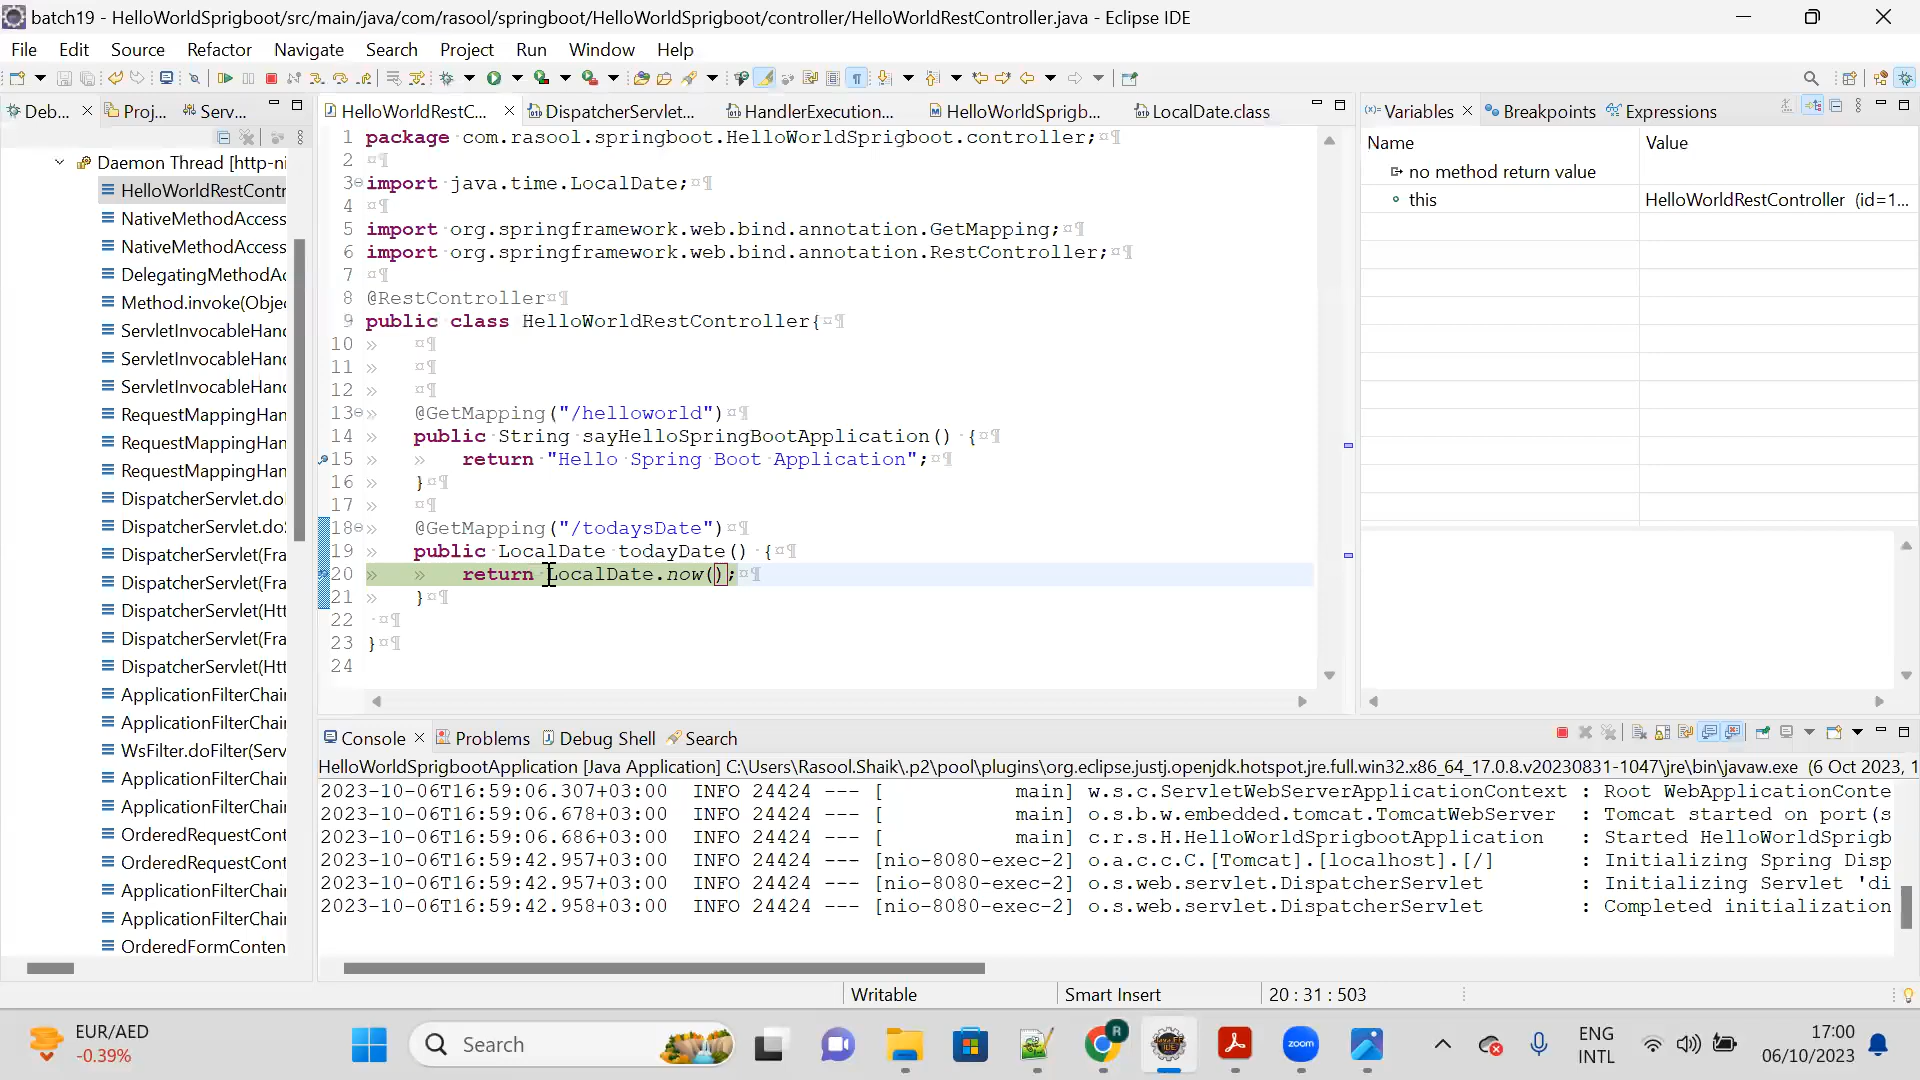 batch19 - HelloWorldSprigboot/src/main/java/com/rasool/springboot/HelloWorldSprigboot/controller/HelloWorldRestController.java - Eclipse IDE
File Edit Source Refactor Navigate Search Project Run Window Help
Deb... Proj... Serv...
Daemon Thread [http-ni
HelloWorldRestContr
NativeMethodAccess
NativeMethodAccess
DelegatingMethodAc
Method.invoke(Objec
ServletInvocableHand
ServletInvocableHand
ServletInvocableHand
RequestMappingHan
RequestMappingHan
RequestMappingHan
DispatcherServlet.do
DispatcherServlet.doS
DispatcherServlet(Fra
DispatcherServlet(Fra
DispatcherServlet(Htt
DispatcherServlet(Fra
DispatcherServlet(Htt
ApplicationFilterChai
ApplicationFilterChai
WsFilter.doFilter(Serv
ApplicationFilterChai
ApplicationFilterChai
OrderedRequestCont
OrderedRequestCont
ApplicationFilterChai
ApplicationFilterChai
OrderedFormConten
HelloWorldRestC... DispatcherServlet.... HandlerExecution... HelloWorldSprigb... LocalDate.class
1 package com.rasool.springboot.HelloWorldSprigboot.controller;
2
3 import java.time.LocalDate;
4
5 import org.springframework.web.bind.annotation.GetMapping;
6 import org.springframework.web.bind.annotation.RestController;
7
8 @RestController
9 public class HelloWorldRestController{
10
11
12
13 @GetMapping("/helloworld")
14 public String sayHelloSpringBootApplication() {
15 return "Hello Spring Boot Application";
16 }
17
18 @GetMapping("/todaysDate")
19 public LocalDate todayDate() {
20 return LocalDate.now();
21 }
22
23 }
24
Variables Breakpoints Expressions
Name Value
no method return value
this HelloWorldRestController (id=1...
Console Problems Debug Shell Search
HelloWorldSprigbootApplication [Java Application] C:\Users\Rasool.Shaik\.p2\pool\plugins\org.eclipse.justj.openjdk.hotspot.jre.full.win32.x86_64_17.0.8.v20230831-1047\jre\bin\javaw.exe (6 Oct 2023, 1
2023-10-06T16:59:06.307+03:00 INFO 24424 --- [ main] w.s.c.ServletWebServerApplicationContext : Root WebApplicationConte
2023-10-06T16:59:06.678+03:00 INFO 24424 --- [ main] o.s.b.w.embedded.tomcat.TomcatWebServer : Tomcat started on port(s
2023-10-06T16:59:06.686+03:00 INFO 24424 --- [ main] c.r.s.H.HelloWorldSprigbootApplication : Started HelloWorldSprigb
2023-10-06T16:59:42.957+03:00 INFO 24424 --- [nio-8080-exec-2] o.a.c.c.C.[Tomcat].[localhost].[/] : Initializing Spring Disp
2023-10-06T16:59:42.957+03:00 INFO 24424 --- [nio-8080-exec-2] o.s.web.servlet.DispatcherServlet : Initializing Servlet 'di
2023-10-06T16:59:42.958+03:00 INFO 24424 --- [nio-8080-exec-2] o.s.web.servlet.DispatcherServlet : Completed initialization
Writable Smart Insert 20 : 31 : 503
EUR/AED
-0.39%
Search
R
zoom
ENG
INTL
17:00
06/10/2023